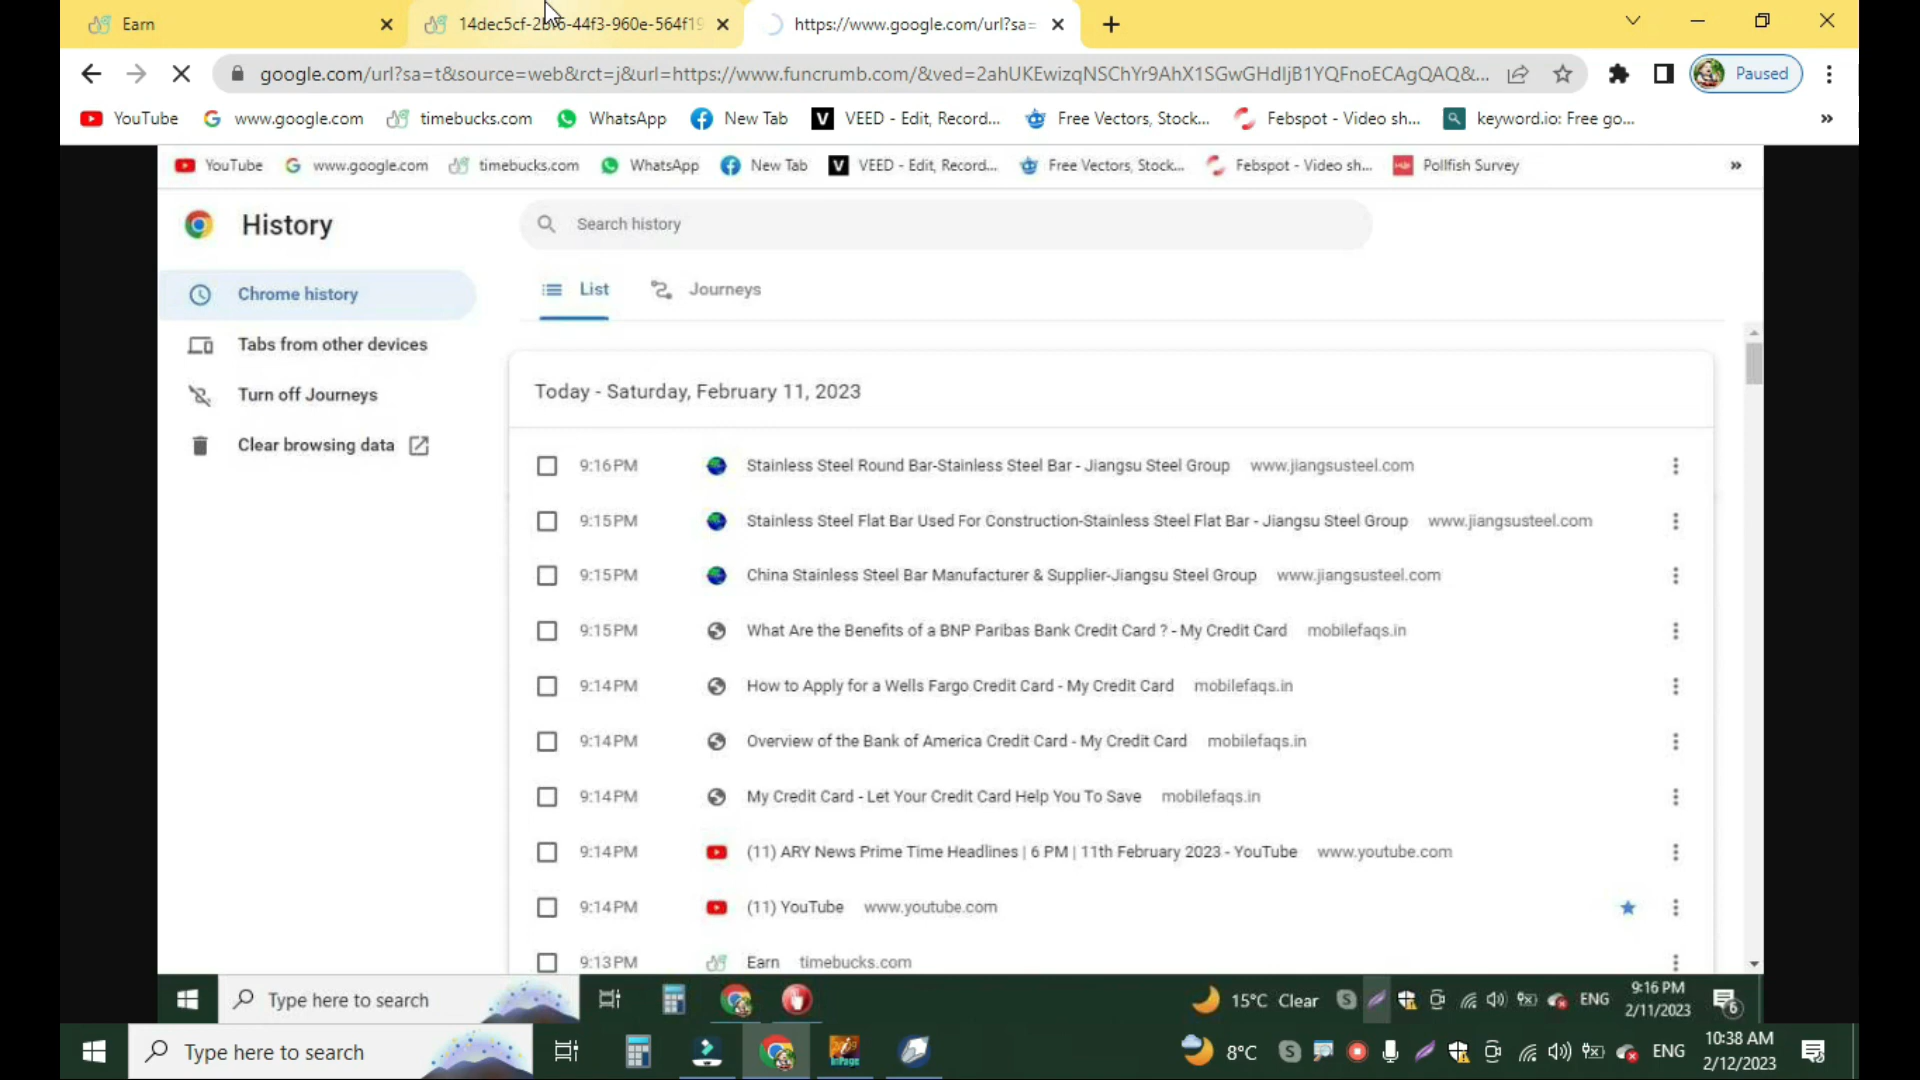 Earn
14dec5cf-2bf6-44f3-960e-564f19
https://www.google.com/url?sa=
google.com/url?sa=t&source=web&rct=j&url=https://www.funcrumb.com/&ved=2ahUKEwizqNSChYr9AhX1SGwGHdIjB1YQFnoECAgQAQ&...
Paused
YouTube
www.google.com
timebucks.com
WhatsApp
New Tab
VEED - Edit, Record...
Free Vectors, Stock...
Febspot - Video sh...
keyword.io: Free go...
»
YouTube
www.google.com
timebucks.com
WhatsApp
New Tab
VEED - Edit, Record...
Free Vectors, Stock...
Febspot - Video sh...
Pollfish Survey
»
History
Search history
Chrome history
Tabs from other devices
Turn off Journeys
Clear browsing data
List
Journeys
Today - Saturday, February 11, 2023
9:16 PM Stainless Steel Round Bar-Stainless Steel Bar - Jiangsu Steel Group www.jiangsusteel.com
9:15 PM Stainless Steel Flat Bar Used For Construction-Stainless Steel Flat Bar - Jiangsu Steel Group www.jiangsusteel.com
9:15 PM China Stainless Steel Bar Manufacturer & Supplier-Jiangsu Steel Group www.jiangsusteel.com
9:15 PM What Are the Benefits of a BNP Paribas Bank Credit Card ? - My Credit Card mobilefaqs.in
9:14 PM How to Apply for a Wells Fargo Credit Card - My Credit Card mobilefaqs.in
9:14 PM Overview of the Bank of America Credit Card - My Credit Card mobilefaqs.in
9:14 PM My Credit Card - Let Your Credit Card Help You To Save mobilefaqs.in
9:14 PM (11) ARY News Prime Time Headlines | 6 PM | 11th February 2023 - YouTube www.youtube.com
9:14 PM (11) YouTube www.youtube.com
9:13 PM Earn timebucks.com
Type here to search
15°C Clear
ENG
9:16 PM
2/11/2023
6
Type here to search
8°C
ENG
10:38 AM
2/12/2023